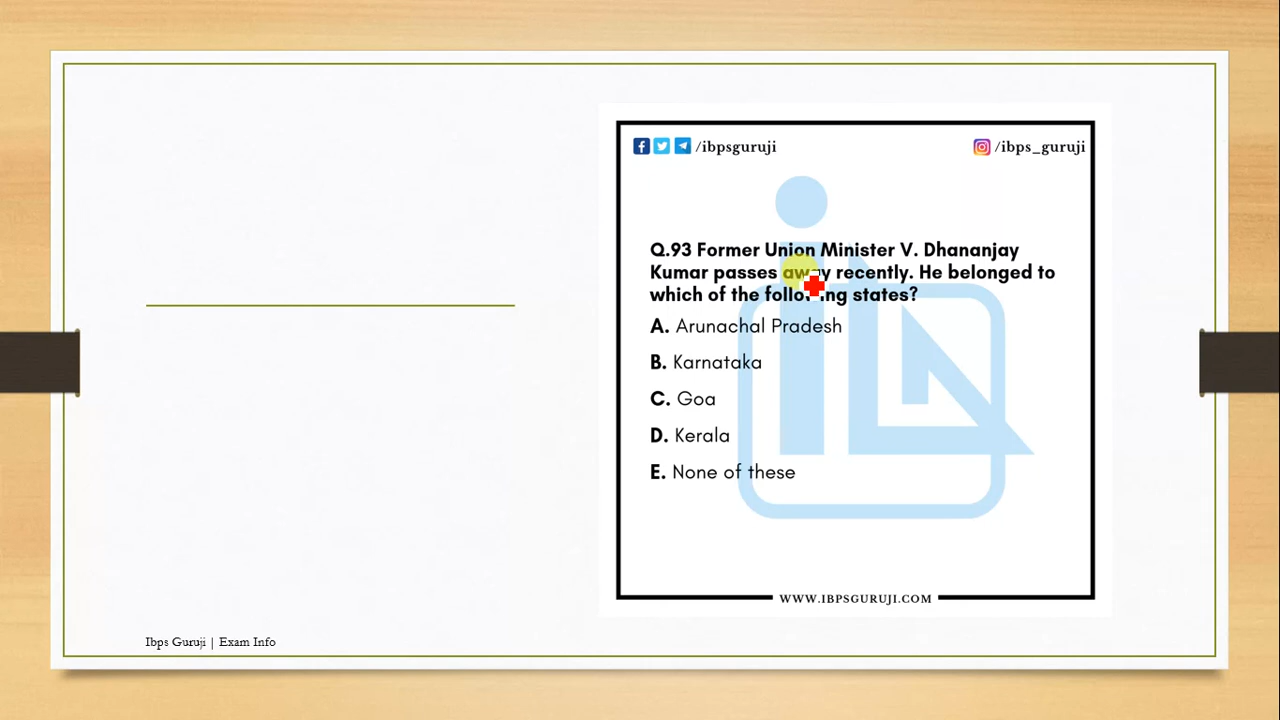 /ibpsguruji
/ibps_guruji
Q.93 Former Union Minister V. Dhananjay
Kumar passes away recently. He belonged to
which of the following states?
A. Arunachal Pradesh
B. Karnataka
C. Goa
D. Kerala
E. None of these
WWW.IBPSGURUJI.COM
Ibps Guruji | Exam Info